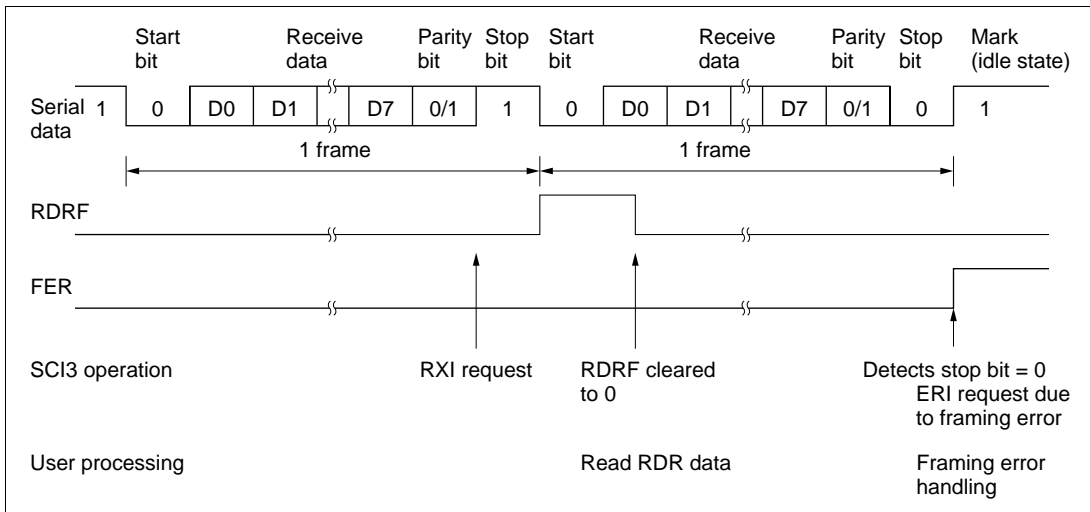 Start bit Receive data Parity bit Stop bit Start bit Receive data Parity bit Stop bit Mark (idle state)
Serial data 1 0 D0 D1 D7 0/1 1 0 D0 D1 D7 0/1 0 1
1 frame 1 frame
RDRF
FER
SCI3 operation RXI request RDRF cleared to 0 Detects stop bit = 0 ERI request due to framing error
User processing Read RDR data Framing error handling